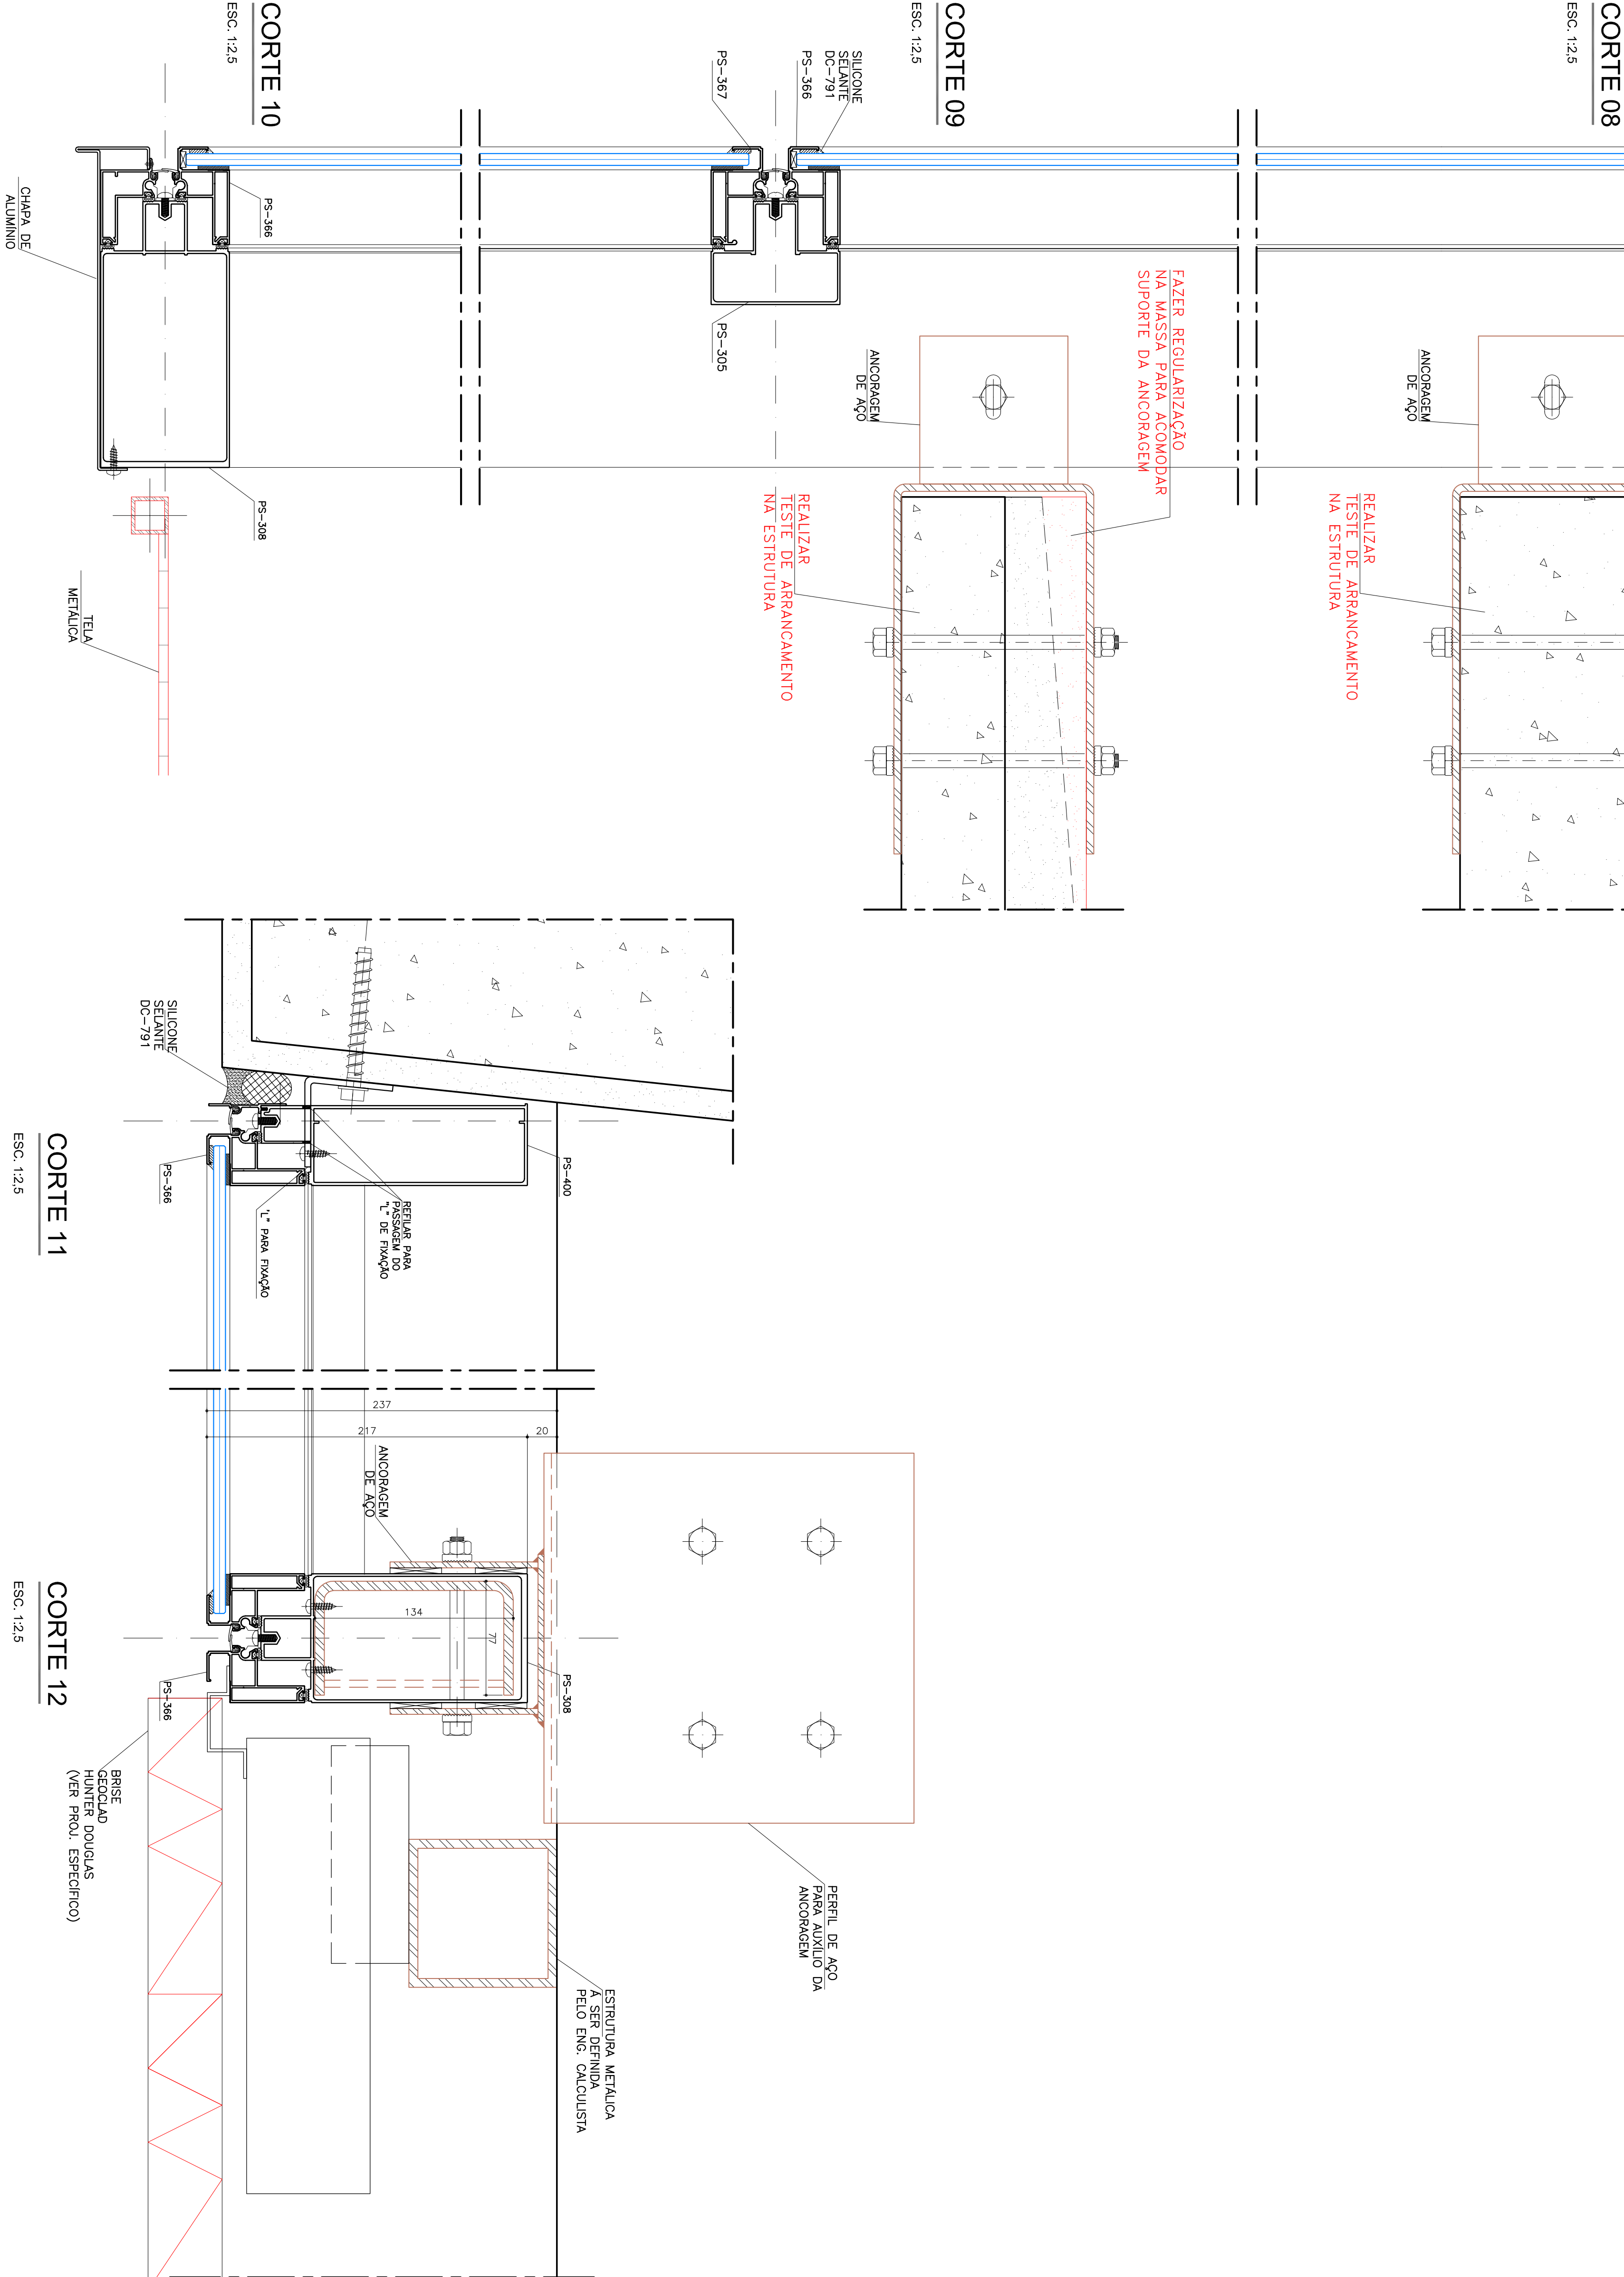 CORTE 08
ESC. 1:2,5
ANCORAGEM
DE AÇO
REALIZAR
TESTE DE ARRANCAMENTO
NA ESTRUTURA
CORTE 09
ESC. 1:2,5
SILICONE
SELANTE
DC-791
PS-366
PS-367
PS-305
FAZER REGULARIZAÇÃO
NA MASSA PARA ACOMODAR
SUPORTE DA ANCORAGEM
ANCORAGEM
DE AÇO
REALIZAR
TESTE DE ARRANCAMENTO
NA ESTRUTURA
CORTE 10
ESC. 1:2,5
PS-366
PS-308
CHAPA DE
ALUMÍNIO
TELA
METÁLICA
SILICONE
SELANTE
DC-791
PS-400
REFILAR PARA
PASSAGEM DO
"L" DE FIXAÇÃO
"L" PARA FIXAÇÃO
PS-366
CORTE 11
ESC. 1:2,5
237
217
20
ANCORAGEM
DE AÇO
134
77
PS-308
PS-366
PERFIL DE AÇO
PARA AUXÍLIO DA
ANCORAGEM
ESTRUTURA METÁLICA
Á SER DEFINIDA
PELO ENG. CALCULISTA
BRISE
GEOCLAD
HUNTER DOUGLAS
(VER PROJ. ESPECÍFICO)
CORTE 12
ESC. 1:2,5